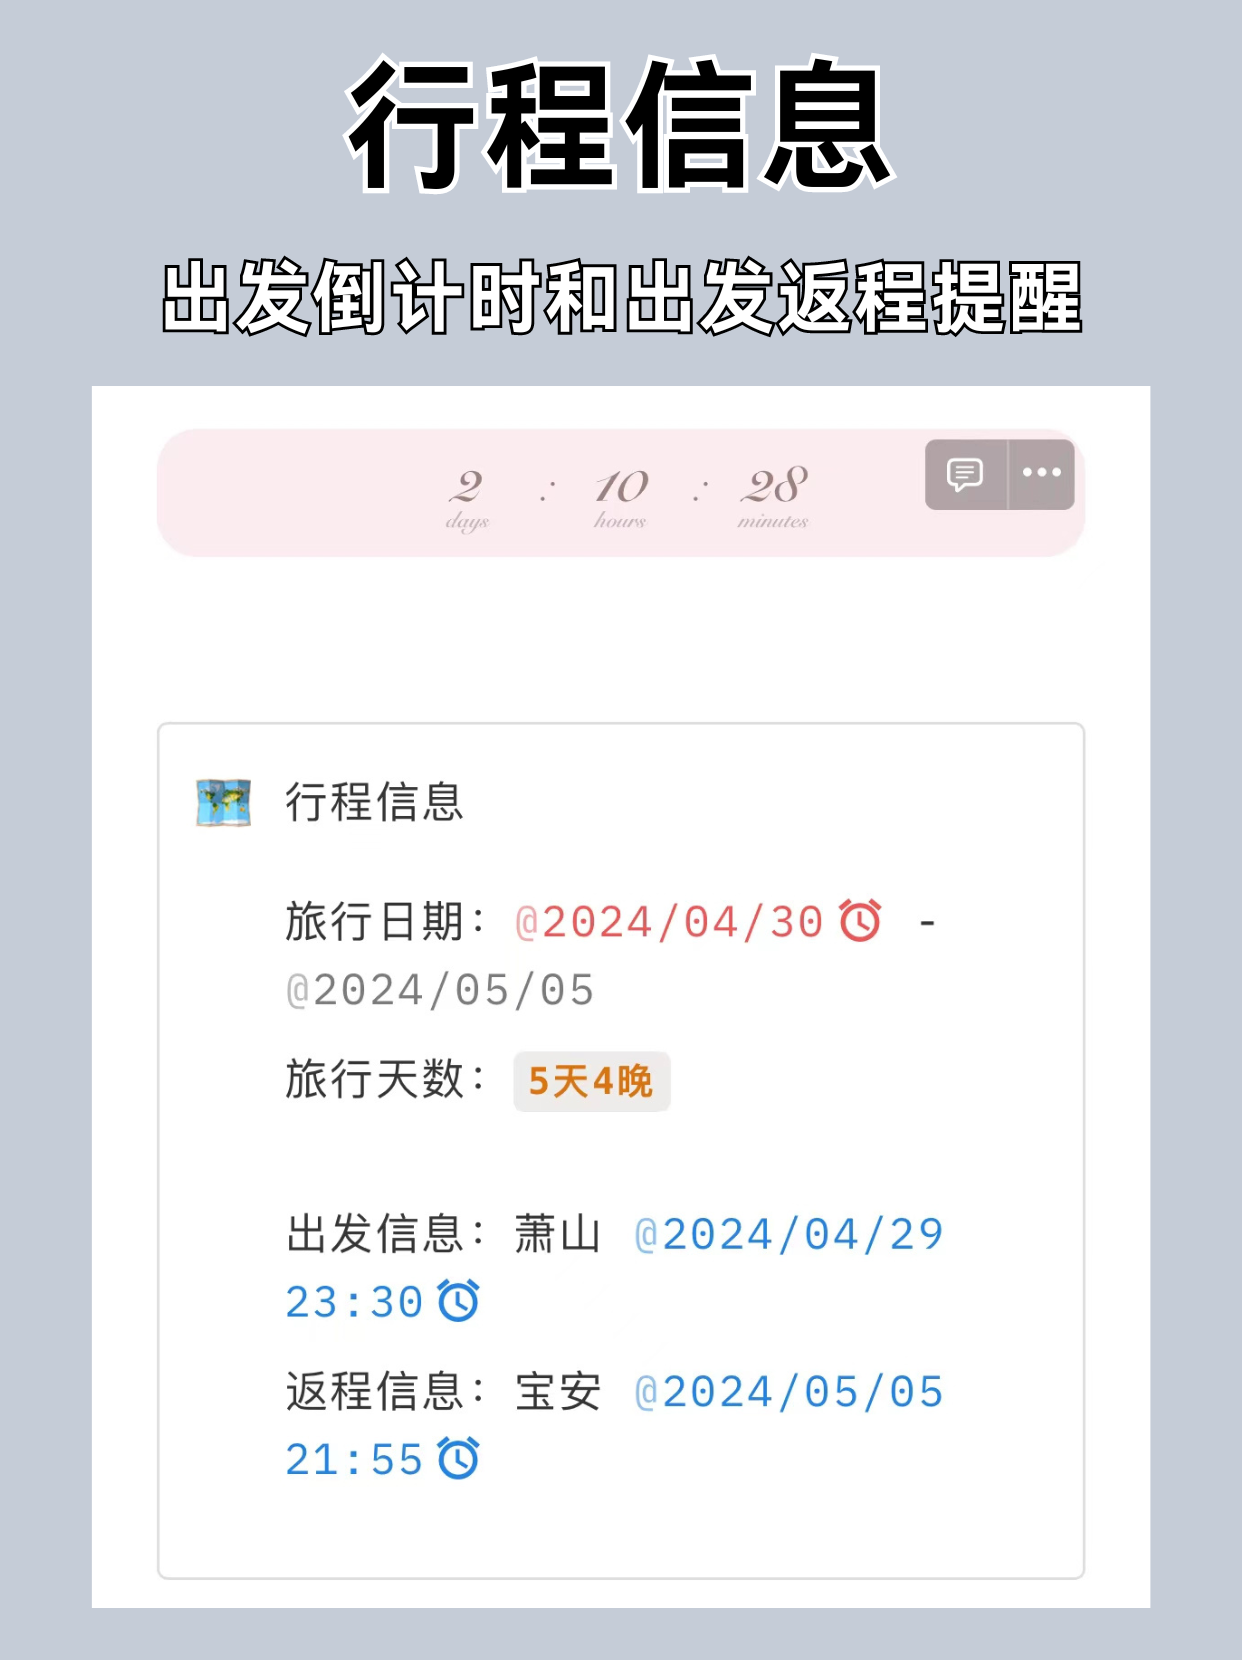 行程信息
出发倒计时和出发返程提醒
2 : 10 : 28
days hours minutes
行程信息
旅行日期：@2024/04/30 -
@2024/05/05
旅行天数：5天4晚
出发信息：萧山 @2024/04/29
23:30
返程信息：宝安 @2024/05/05
21:55